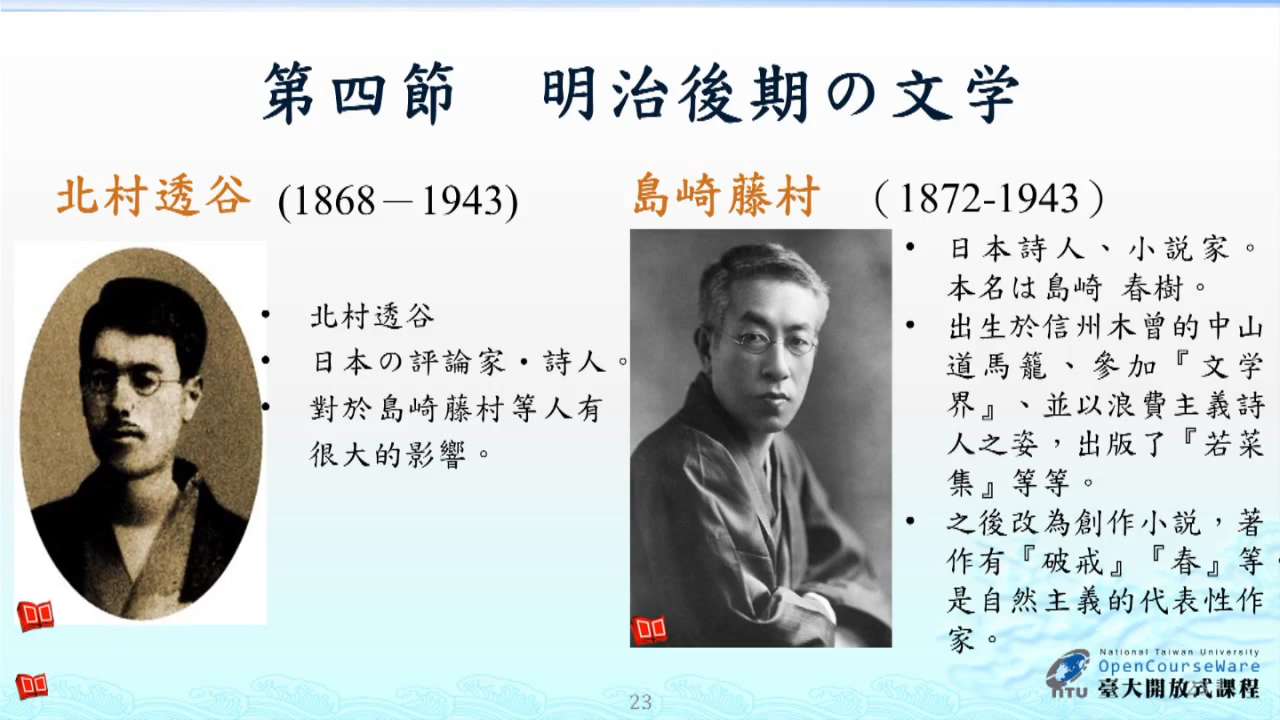 第四節　明治後期の文学
北村透谷 (1868－1943)
北村透谷
日本の評論家・詩人。
對於島崎藤村等人有
很大的影響。
島崎藤村 （1872-1943）
日本詩人、小説家。
本名は島崎 春樹。
出生於信州木曾的中山
道馬籠、參加『文学
界』、並以浪費主義詩
人之姿，出版了『若菜
集』等等。
之後改為創作小説，著
作有『破戒』『春』等，
是自然主義的代表性作
家。
23
National Taiwan University
OpenCourseWare
NTU 臺大開放式課程